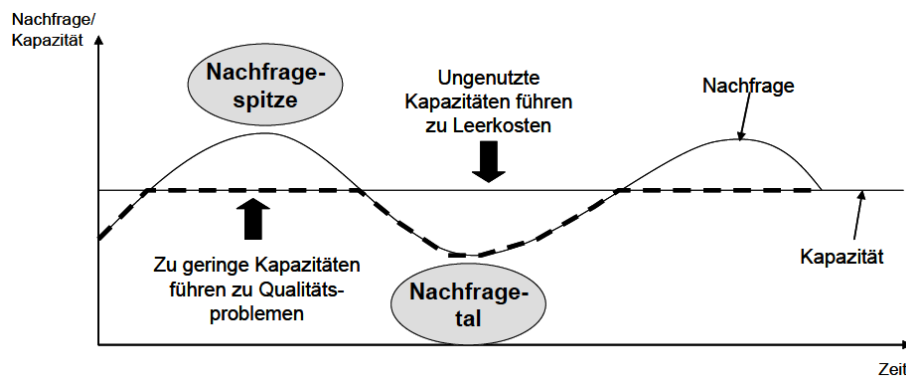 Nachfrage/
Kapazität
Nachfrage-
spitze
Ungenutzte
Kapazitäten führen
zu Leerkosten
Nachfrage
Zu geringe Kapazitäten
führen zu Qualitäts-
problemen
Nachfrage-
tal
Kapazität
Zeit